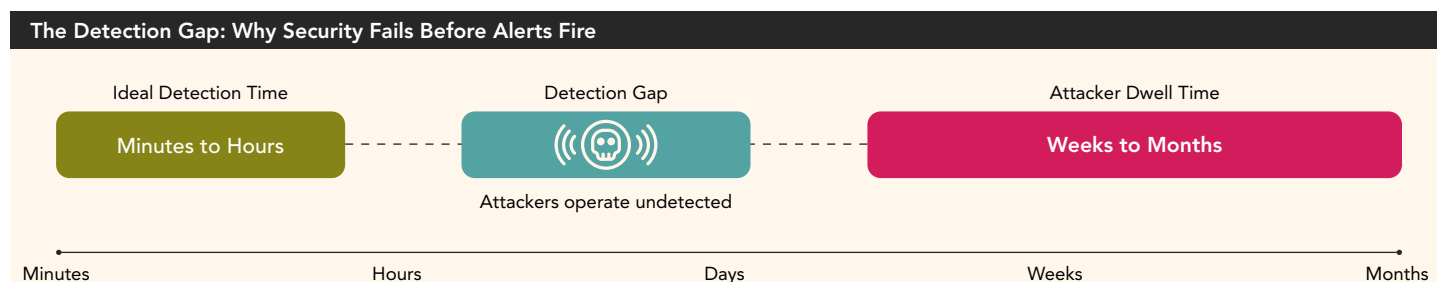 The Detection Gap: Why Security Fails Before Alerts Fire
Ideal Detection Time
Detection Gap
Attacker Dwell Time
Minutes to Hours
Weeks to Months
Attackers operate undetected
Minutes
Hours
Days
Weeks
Months